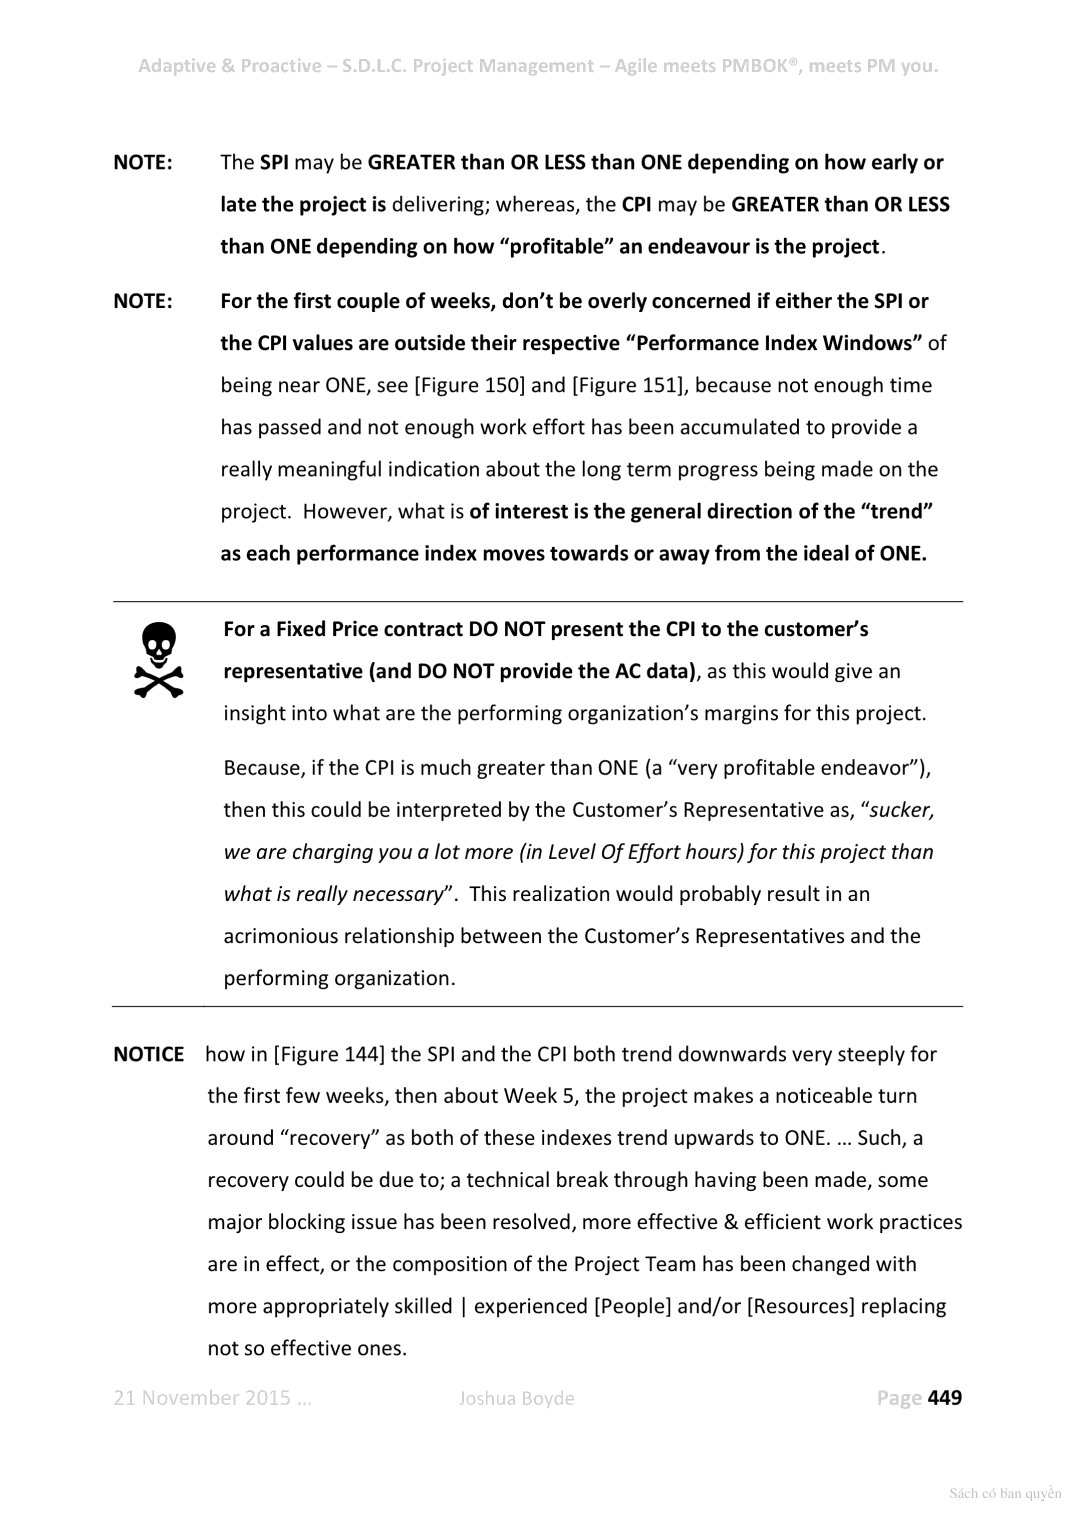 Adaptive & Proactive – S.D.L.C. Project Management – Agile meets PMBOK®, meets PM you.
NOTE: The SPI may be GREATER than OR LESS than ONE depending on how early or
late the project is delivering; whereas, the CPI may be GREATER than OR LESS
than ONE depending on how “profitable” an endeavour is the project.
NOTE: For the first couple of weeks, don’t be overly concerned if either the SPI or
the CPI values are outside their respective “Performance Index Windows” of
being near ONE, see [Figure 150] and [Figure 151], because not enough time
has passed and not enough work effort has been accumulated to provide a
really meaningful indication about the long term progress being made on the
project. However, what is of interest is the general direction of the “trend”
as each performance index moves towards or away from the ideal of ONE.
For a Fixed Price contract DO NOT present the CPI to the customer’s
representative (and DO NOT provide the AC data), as this would give an
insight into what are the performing organization’s margins for this project.
Because, if the CPI is much greater than ONE (a “very profitable endeavor”),
then this could be interpreted by the Customer’s Representative as, “sucker,
we are charging you a lot more (in Level Of Effort hours) for this project than
what is really necessary”. This realization would probably result in an
acrimonious relationship between the Customer’s Representatives and the
performing organization.
NOTICE how in [Figure 144] the SPI and the CPI both trend downwards very steeply for
the first few weeks, then about Week 5, the project makes a noticeable turn
around “recovery” as both of these indexes trend upwards to ONE. … Such, a
recovery could be due to; a technical break through having been made, some
major blocking issue has been resolved, more effective & efficient work practices
are in effect, or the composition of the Project Team has been changed with
more appropriately skilled | experienced [People] and/or [Resources] replacing
not so effective ones.
21 November 2015 … Joshua Boyde Page 449
Sách có bản quyền